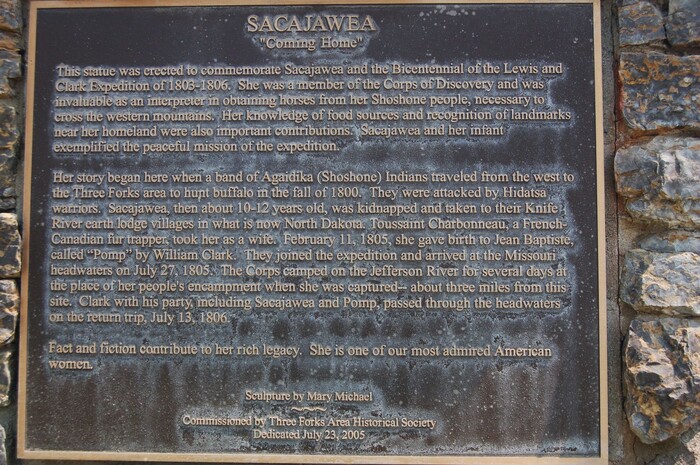 SACAJAWEA
"Coming Home"
This statue was erected to commemorate Sacajawea and the Bicentennial of the Lewis and
Clark Expedition of 1803-1806. She was a member of the Corps of Discovery and was
invaluable as an interpreter in obtaining horses from her Shoshone people, necessary to
cross the western mountains. Her knowledge of food sources and recognition of landmarks
near her homeland were also important contributions. Sacajawea and her infant
exemplified the peaceful mission of the expedition.
Her story began here when a band of Agaidika (Shoshone) Indians traveled from the west to
the Three Forks area to hunt buffalo in the fall of 1800. They were attacked by Hidatsa
warriors. Sacajawea, then about 10-12 years old, was kidnapped and taken to their Knife
River earth lodge villages in what is now North Dakota. Toussaint Charbonneau, a French-
Canadian fur trapper, took her as a wife. February 11, 1805, she gave birth to Jean Baptiste,
called "Pomp" by William Clark. They joined the expedition and arrived at the Missouri
headwaters on July 27, 1805. The Corps camped on the Jefferson River for several days at
the place of her people's encampment when she was captured-- about three miles from this
site. Clark with his party, including Sacajawea and Pomp, passed through the headwaters
on the return trip, July 13, 1806.
Fact and fiction contribute to her rich legacy. She is one of our most admired American
women.
Sculpture by Mary Michael
Commissioned by Three Forks Area Historical Society
Dedicated July 23, 2005